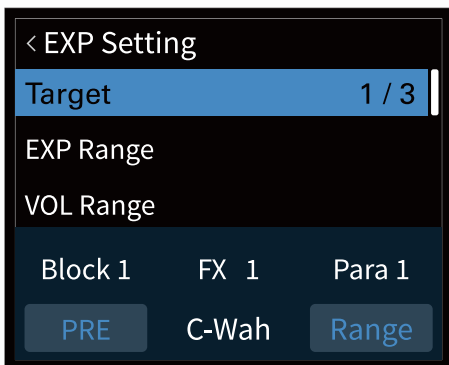 < EXP Setting
Target 1 / 3
EXP Range
VOL Range
Block 1 FX 1 Para 1
PRE C-Wah Range